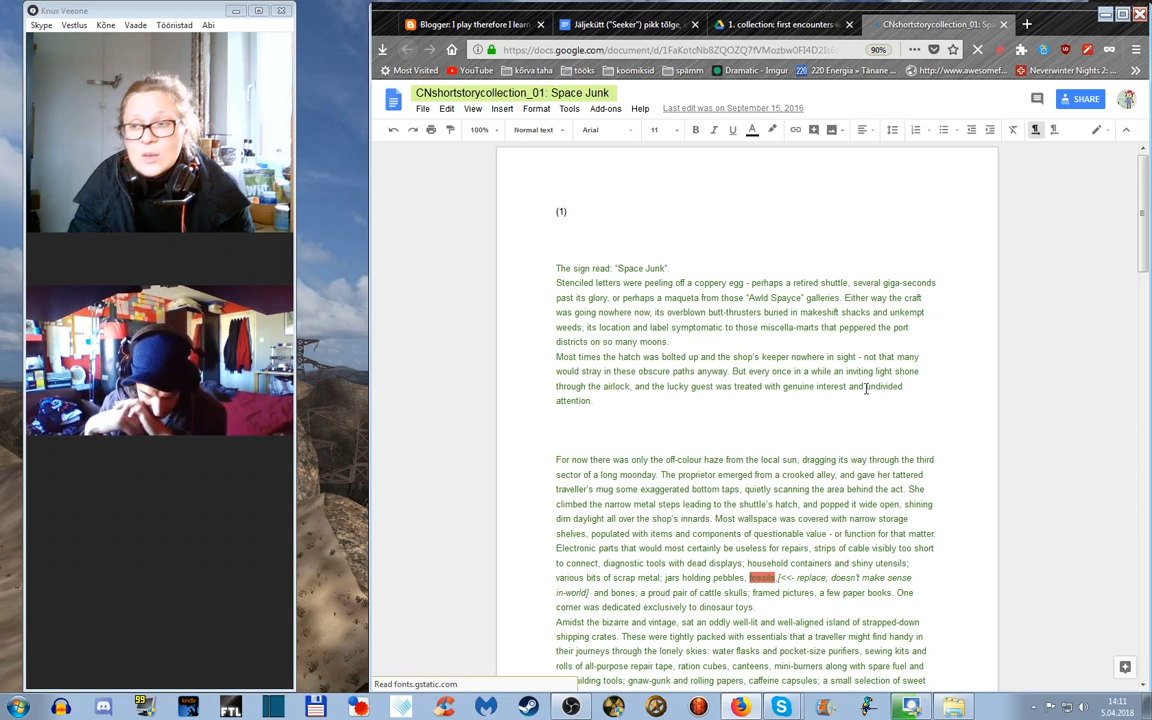 Knux Veeone
Skype Vestlus Kõne Vaade Tööriistad Abi
Blogger: I play therefore I learn
Jäljekütt ("Seeker") pikk tõlge,
1. collection: first encounters
CNshortstorycollection_01: Sp
90%
Most Visited YouTube kõrva taha tööks koomiksid spämm Dramatic - Imgur 220 Energia » Tänane ... http://www.awesomef... Neverwinter Nights 2: ...
CNshortstorycollection_01: Space Junk
File Edit View Insert Format Tools Add-ons Help Last edit was on September 15, 2016
SHARE
100% Normal text Arial 11 B I U A
(1)
The sign read: "Space Junk".
Stenciled letters were peeling off a coppery egg - perhaps a retired shuttle, several giga-seconds
past its glory, or perhaps a maqueta from those "Awld Spayce" galleries. Either way the craft
was going nowhere now, its overblown butt-thrusters buried in makeshift shacks and unkempt
weeds; its location and label symptomatic to those miscella-marts that peppered the port
districts on so many moons.
Most times the hatch was bolted up and the shop's keeper nowhere in sight - not that many
would stray in these obscure paths anyway. But every once in a while an inviting light shone
through the airlock, and the lucky guest was treated with genuine interest and undivided
attention.
For now there was only the off-colour haze from the local sun, dragging its way through the third
sector of a long moonday. The proprietor emerged from a crooked alley, and gave her tattered
traveller's mug some exaggerated bottom taps, quietly scanning the area behind the act. She
climbed the narrow metal steps leading to the shuttle's hatch, and popped it wide open, shining
dim daylight all over the shop's innards. Most wallspace was covered with narrow storage
shelves, populated with items and components of questionable value - or function for that matter.
Electronic parts that would most certainly be useless for repairs, strips of cable visibly too short
to connect, diagnostic tools with dead displays; household containers and shiny utensils;
various bits of scrap metal; jars holding pebbles, fossils,[<<- replace; doesn't make sense
in-world] and bones; a proud pair of cattle skulls; framed pictures, a few paper books. One
corner was dedicated exclusively to dinosaur toys.
Amidst the bizarre and vintage, sat an oddly well-lit and well-aligned island of strapped-down
shipping crates. These were tightly packed with essentials that a traveller might find handy in
their journeys through the lonely skies: water flasks and pocket-size purifiers, sewing kits and
rolls of all-purpose repair tape, ration cubes, canteens, mini-burners along with spare fuel and
building tools; gnaw-gunk and rolling papers, caffeine capsules; a small selection of sweet
Read fonts.gstatic.com
99
kindle
FTL
14:11
5.04.2018